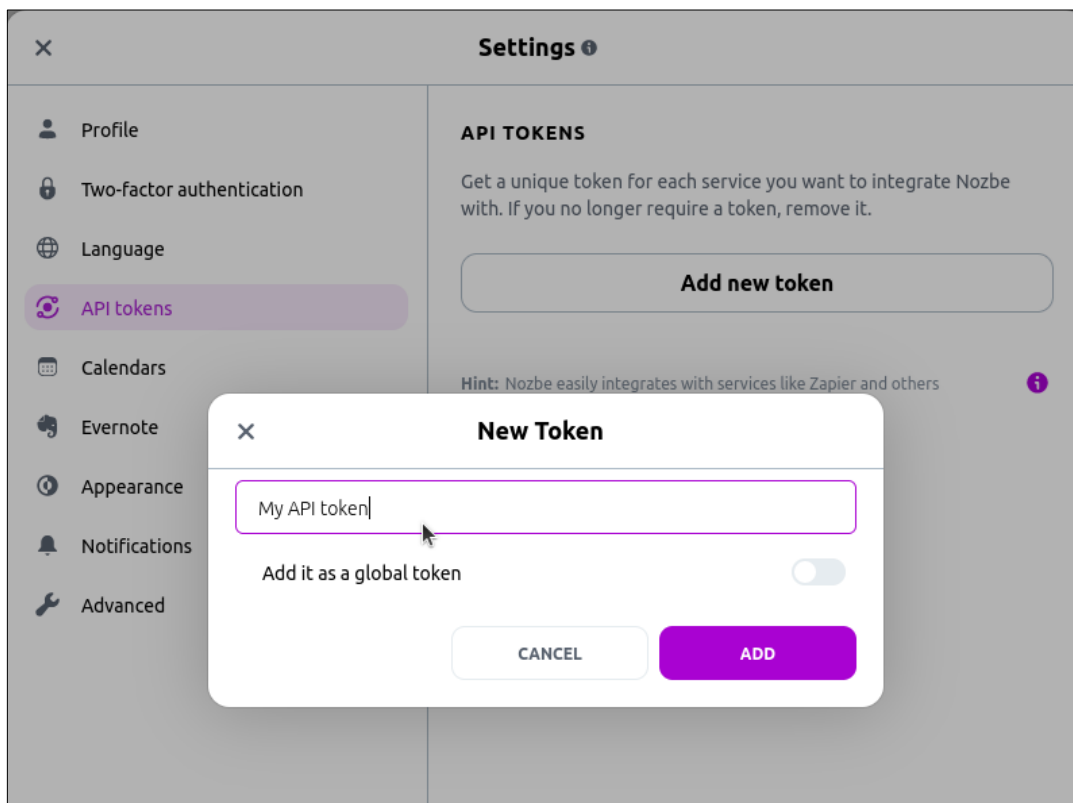 Settings
Profile
Two-factor authentication
Language
API tokens
Calendars
Evernote
Appearance
Notifications
Advanced
API TOKENS
Get a unique token for each service you want to integrate Nozbe
with. If you no longer require a token, remove it.
Add new token
Hint: Nozbe easily integrates with services like Zapier and others
New Token
My API token
Add it as a global token
CANCEL
ADD